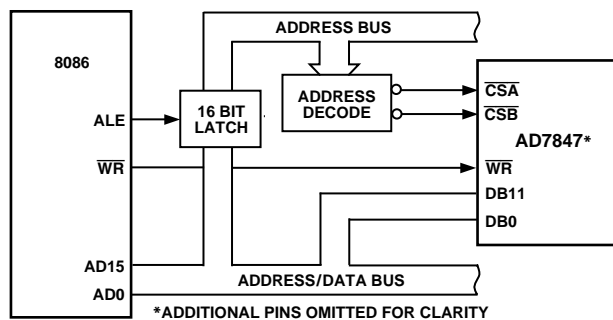 ADDRESS BUS
8086
ALE
16 BIT
LATCH
ADDRESS
DECODE
CSA
CSB
AD7847*
WR
WR
DB11
DB0
AD15
AD0
ADDRESS/DATA BUS
*ADDITIONAL PINS OMITTED FOR CLARITY